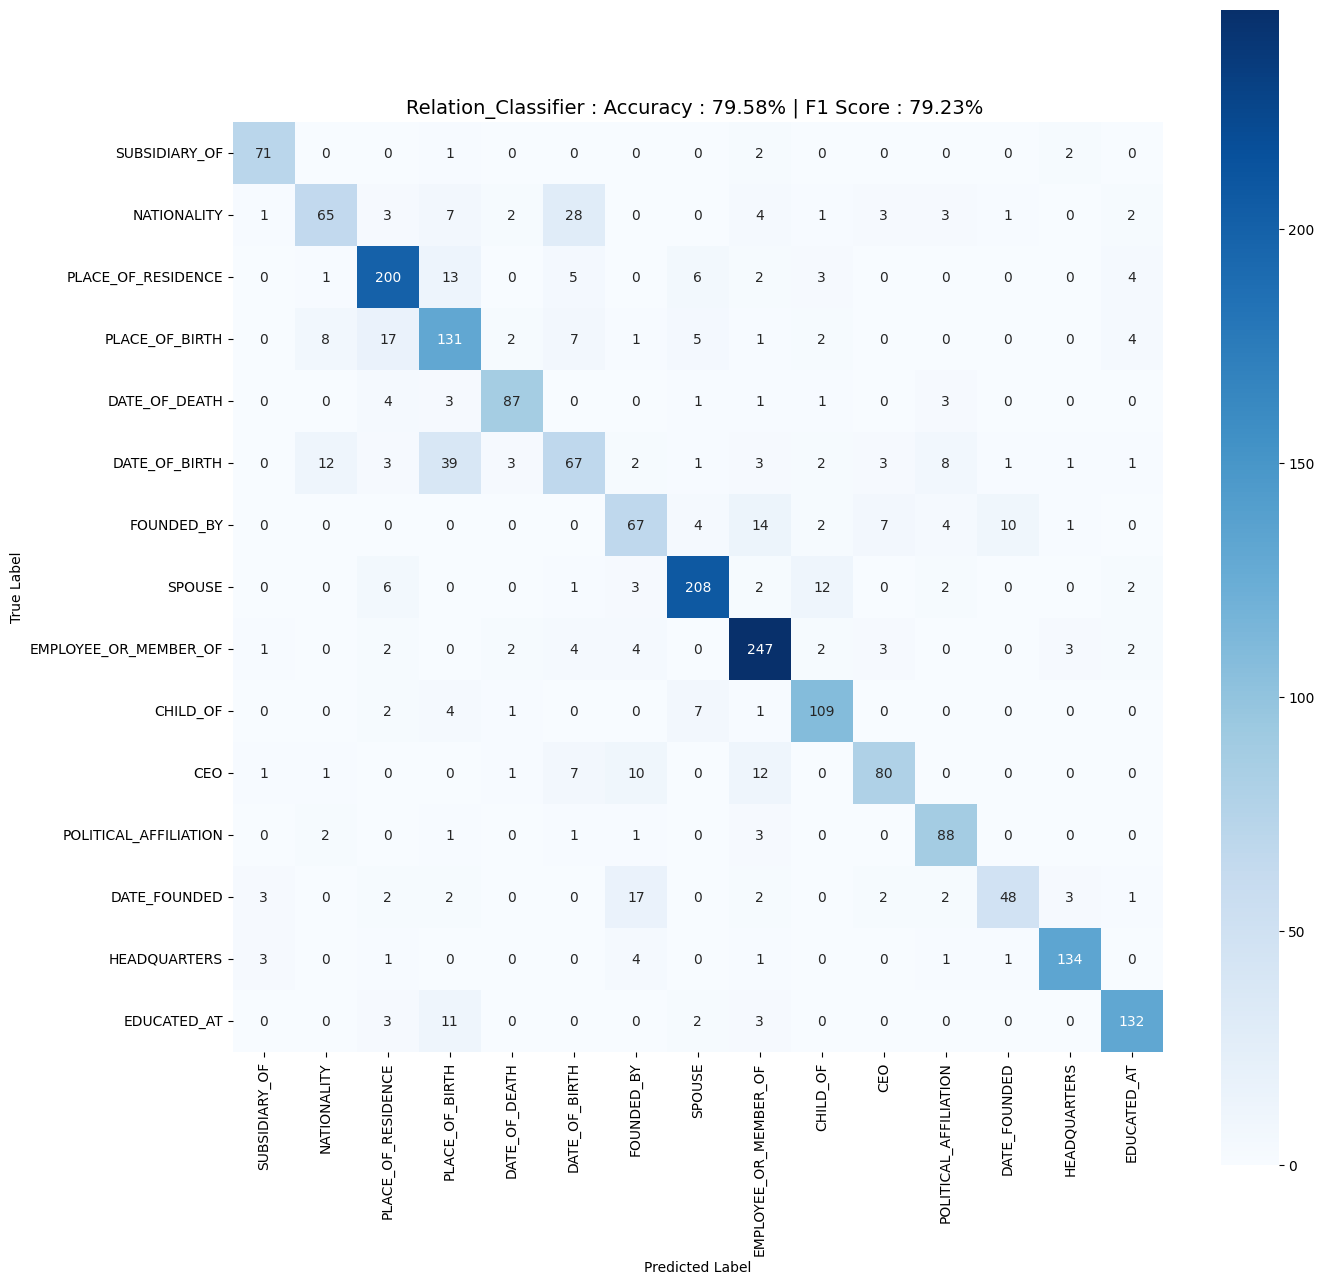 Relation_Classifier : Accuracy : 79.58% | F1 Score : 79.23%
SUBSIDIARY_OF 71 0 0 1 0 0 0 0 2 0 0 0 0 2 0
NATIONALITY 1 65 3 7 2 28 0 0 4 1 3 3 1 0 2
PLACE_OF_RESIDENCE 0 1 200 13 0 5 0 6 2 3 0 0 0 0 4
PLACE_OF_BIRTH 0 8 17 131 2 7 1 5 1 2 0 0 0 0 4
DATE_OF_DEATH 0 0 4 3 87 0 0 1 1 1 0 3 0 0 0
DATE_OF_BIRTH 0 12 3 39 3 67 2 1 3 2 3 8 1 1 1
FOUNDED_BY 0 0 0 0 0 0 67 4 14 2 7 4 10 1 0
SPOUSE 0 0 6 0 0 1 3 208 2 12 0 2 0 0 2
EMPLOYEE_OR_MEMBER_OF 1 0 2 0 2 4 4 0 247 2 3 0 0 3 2
CHILD_OF 0 0 2 4 1 0 0 7 1 109 0 0 0 0 0
CEO 1 1 0 0 1 7 10 0 12 0 80 0 0 0 0
POLITICAL_AFFILIATION 0 2 0 1 0 1 1 0 3 0 0 88 0 0 0
DATE_FOUNDED 3 0 2 2 0 0 17 0 2 0 2 2 48 3 1
HEADQUARTERS 3 0 1 0 0 0 4 0 1 0 0 1 1 134 0
EDUCATED_AT 0 0 3 11 0 0 0 2 3 0 0 0 0 0 132
SUBSIDIARY_OF
NATIONALITY
PLACE_OF_RESIDENCE
PLACE_OF_BIRTH
DATE_OF_DEATH
DATE_OF_BIRTH
FOUNDED_BY
SPOUSE
EMPLOYEE_OR_MEMBER_OF
CHILD_OF
CEO
POLITICAL_AFFILIATION
DATE_FOUNDED
HEADQUARTERS
EDUCATED_AT
True Label
Predicted Label
200
150
100
50
0